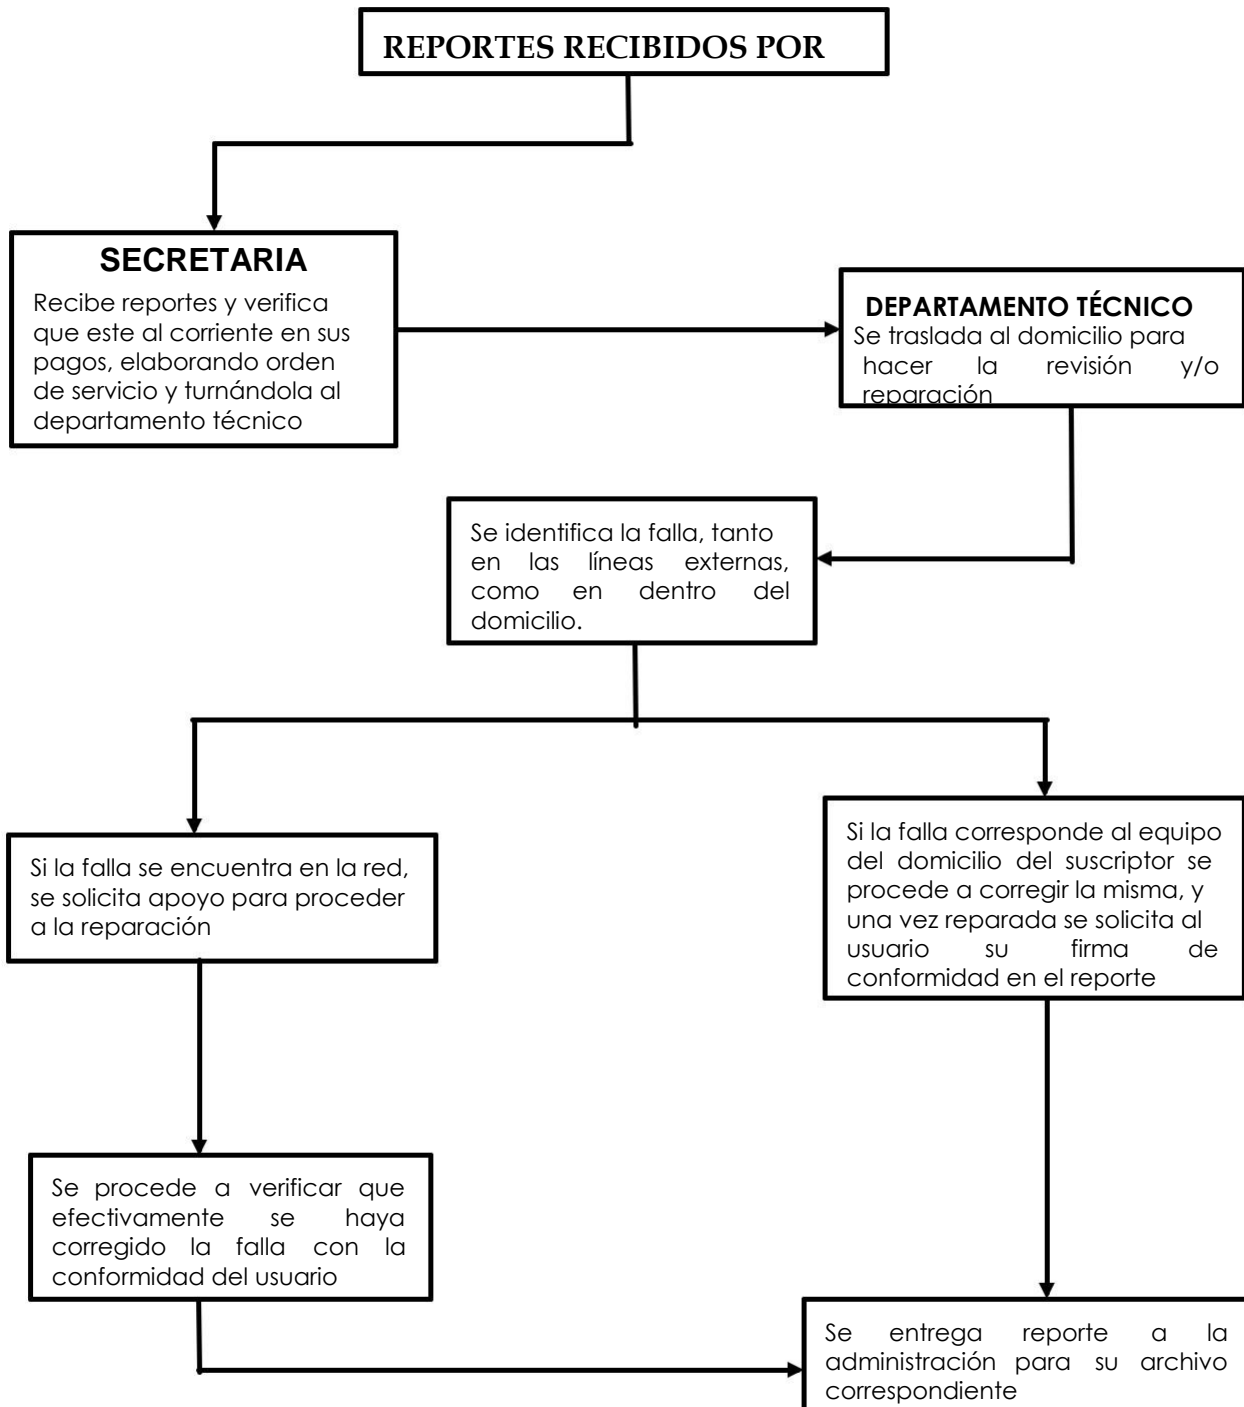 REPORTES RECIBIDOS POR
SECRETARIA
Recibe reportes y verifica
que este al corriente en sus
pagos, elaborando orden
de servicio y turnándola al
departamento técnico
DEPARTAMENTO TÉCNICO
Se traslada al domicilio para
hacer la revisión y/o
reparación
Se identifica la falla, tanto
en las líneas externas,
como en dentro del
domicilio.
Si la falla se encuentra en la red,
se solicita apoyo para proceder
a la reparación
Si la falla corresponde al equipo
del domicilio del suscriptor se
procede a corregir la misma, y
una vez reparada se solicita al
usuario su firma de
conformidad en el reporte
Se procede a verificar que
efectivamente se haya
corregido la falla con la
conformidad del usuario
Se entrega reporte a la
administración para su archivo
correspondiente